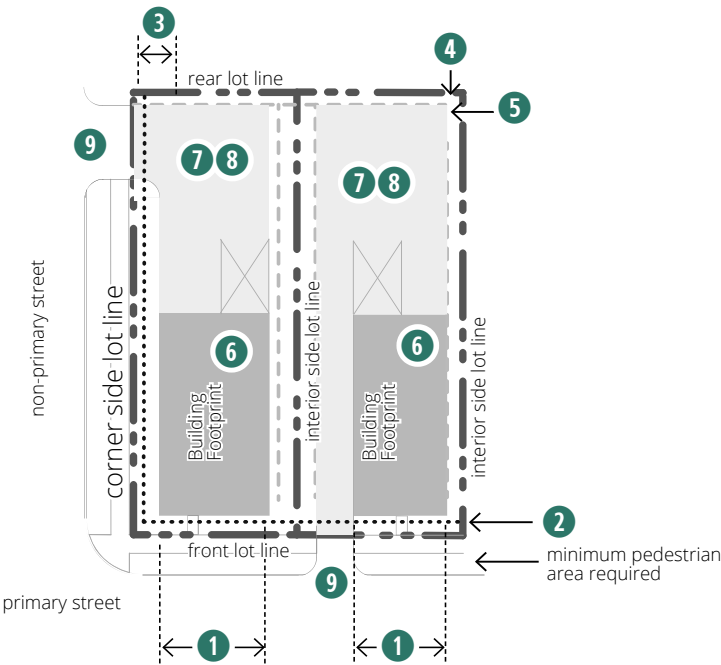 3
rear lot line
4
5
9
7 8
7 8
non-primary street
corner side lot line
interior side lot line
interior side lot line
6
6
Building
Footprint
Building
Footprint
2
front lot line
minimum pedestrian
area required
9
primary street
1
1